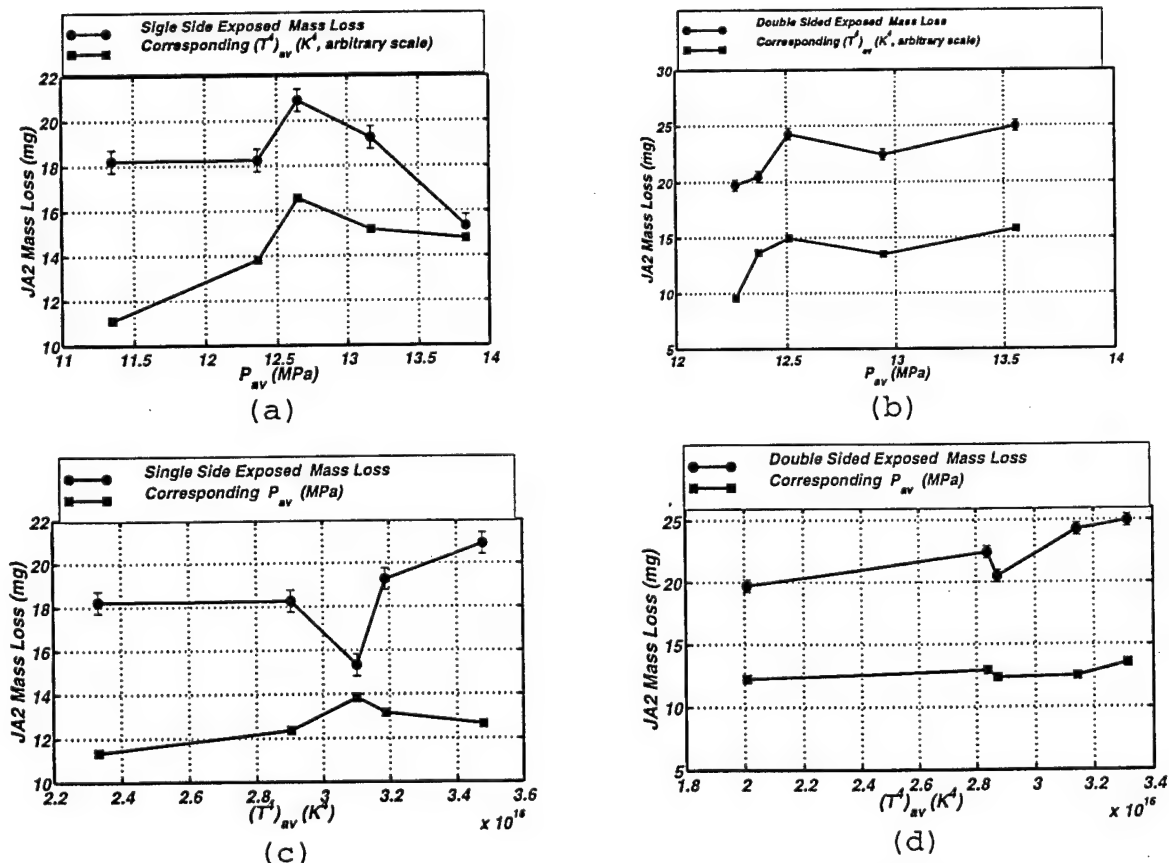 Sigle Side Exposed Mass Loss
Corresponding (T⁴)av (K⁴, arbitrary scale)
JA2 Mass Loss (mg)
22
20
18
16
14
12
10
11 11.5 12 12.5 13 13.5 14
Pav (MPa)
(a)
Double Sided Exposed Mass Loss
Corresponding (T⁴)av (K⁴, arbitrary scale)
JA2 Mass Loss (mg)
30
25
20
15
10
5
12 12.5 13 13.5 14
Pav (MPa)
(b)
Single Side Exposed Mass Loss
Corresponding Pav (MPa)
JA2 Mass Loss (mg)
22
20
18
16
14
12
10
2.2 2.4 2.6 2.8 3.0 3.2 3.4 3.6
(T⁴)av (K⁴)
x 10¹⁶
(c)
Double Sided Exposed Mass Loss
Corresponding Pav (MPa)
JA2 Mass Loss (mg)
25
20
15
10
5
1.8 2 2.2 2.4 2.6 2.8 3 3.2 3.4
(T⁴)av (K⁴)
x 10¹⁶
(d)